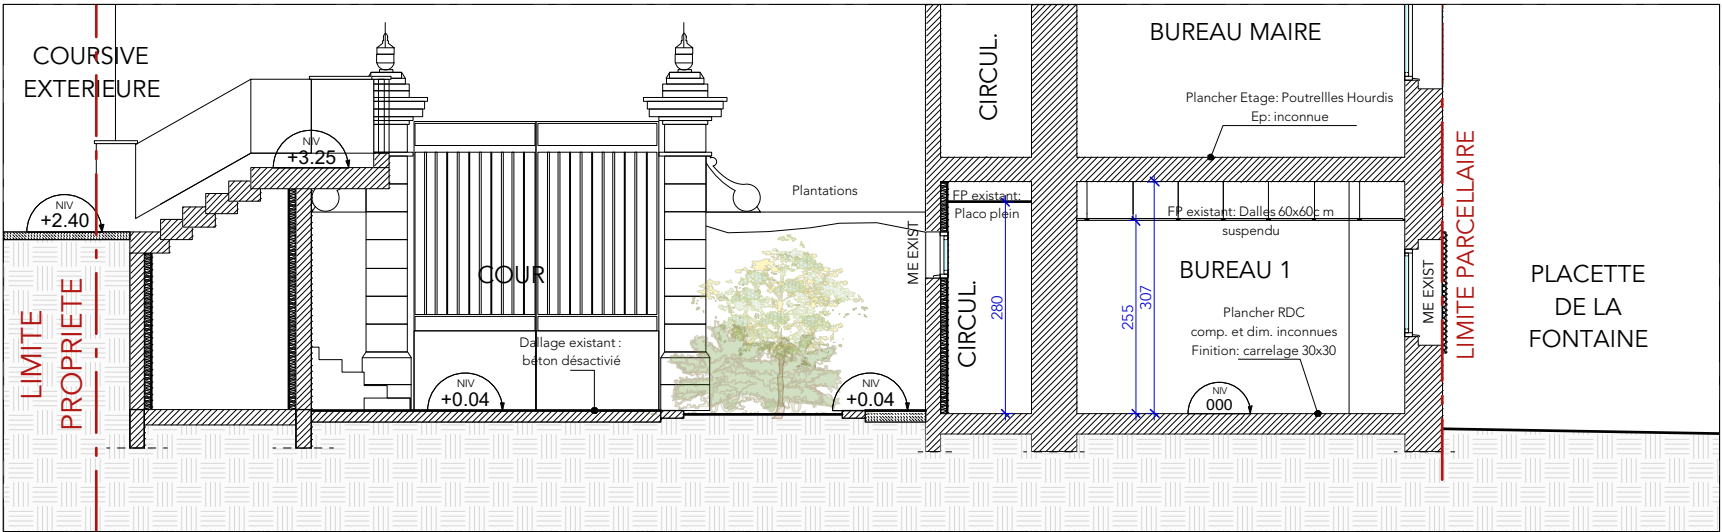 COURSIVE
EXTERIEURE
NIV
+3.25
NIV
+2.40
LIMITE
PROPRIETE
COUR
Dallage existant :
béton désactivé
NIV
+0.04
Plantations
NIV
+0.04
ME EXIST
CIRCUL.
FP existant:
Placo plein
280
CIRCUL.
BUREAU MAIRE
Plancher Etage: Poutrellles Hourdis
Ep: inconnue
FP existant: Dalles 60x60c m
suspendu
255
307
BUREAU 1
Plancher RDC
comp. et dim. inconnues
Finition: carrelage 30x30
NIV
000
ME EXIST
LIMITE PARCELLAIRE
PLACETTE
DE LA
FONTAINE